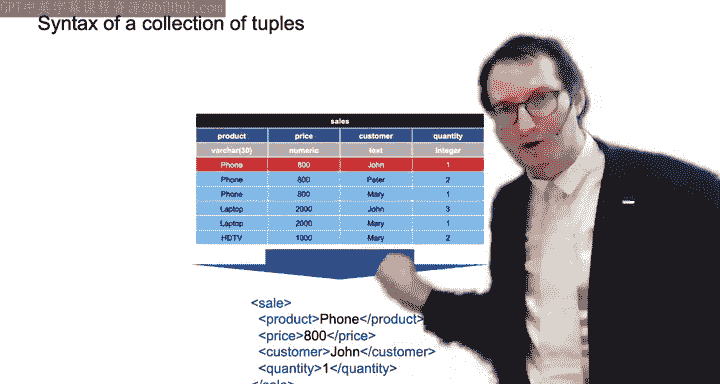 Syntax of a collection of tuples
sales
product price customer quantity
varchar(30) numeric text integer
Phone 800 John 1
Phone 800 Peter 2
Phone 800 Mary 1
Laptop 2000 John 3
Laptop 2000 Mary 1
HDTV 1000 Mary 2
<sale>
<product>Phone</product>
<price>800</price>
<customer>John</customer>
<quantity>1</quantity>
</sale>